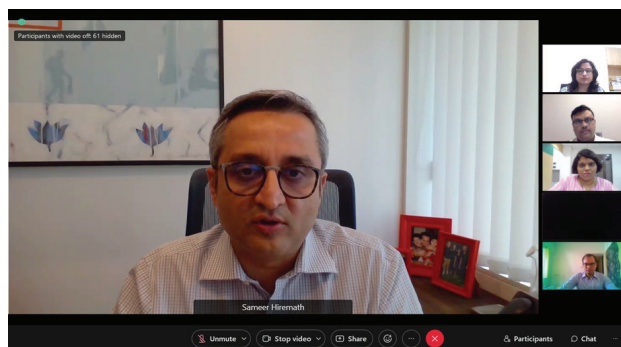 Participants with video off: 61 hidden
Sameer Hiremath
Unmute
Stop video
Share
Participants
Chat